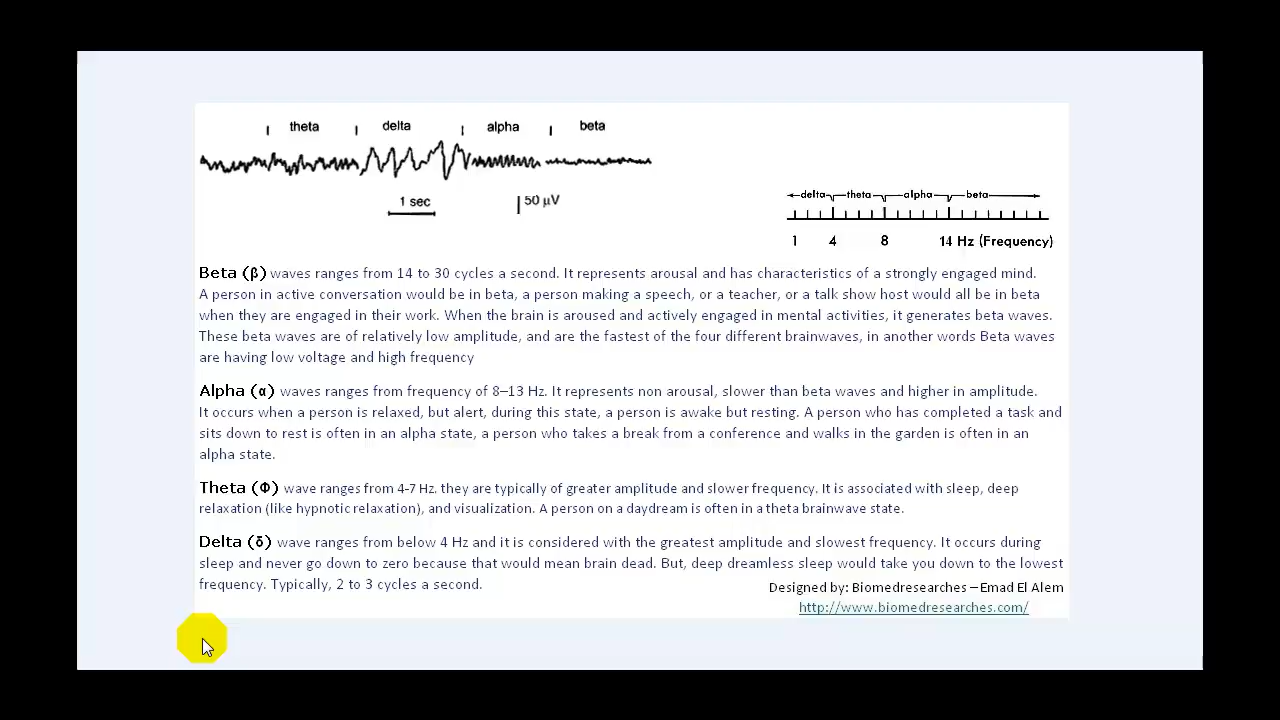 theta delta alpha beta
1 sec 50 μV
delta theta alpha beta
1 4 8 14 Hz (Frequency)
Beta (β) waves ranges from 14 to 30 cycles a second. It represents arousal and has characteristics of a strongly engaged mind.
A person in active conversation would be in beta, a person making a speech, or a teacher, or a talk show host would all be in beta
when they are engaged in their work. When the brain is aroused and actively engaged in mental activities, it generates beta waves.
These beta waves are of relatively low amplitude, and are the fastest of the four different brainwaves, in another words Beta waves
are having low voltage and high frequency
Alpha (α) waves ranges from frequency of 8–13 Hz. It represents non arousal, slower than beta waves and higher in amplitude.
It occurs when a person is relaxed, but alert, during this state, a person is awake but resting. A person who has completed a task and
sits down to rest is often in an alpha state, a person who takes a break from a conference and walks in the garden is often in an
alpha state.
Theta (Φ) wave ranges from 4-7 Hz. they are typically of greater amplitude and slower frequency. It is associated with sleep, deep
relaxation (like hypnotic relaxation), and visualization. A person on a daydream is often in a theta brainwave state.
Delta (δ) wave ranges from below 4 Hz and it is considered with the greatest amplitude and slowest frequency. It occurs during
sleep and never go down to zero because that would mean brain dead. But, deep dreamless sleep would take you down to the lowest
frequency. Typically, 2 to 3 cycles a second.
Designed by: Biomedresearches – Emad El Alem
http://www.biomedresearches.com/